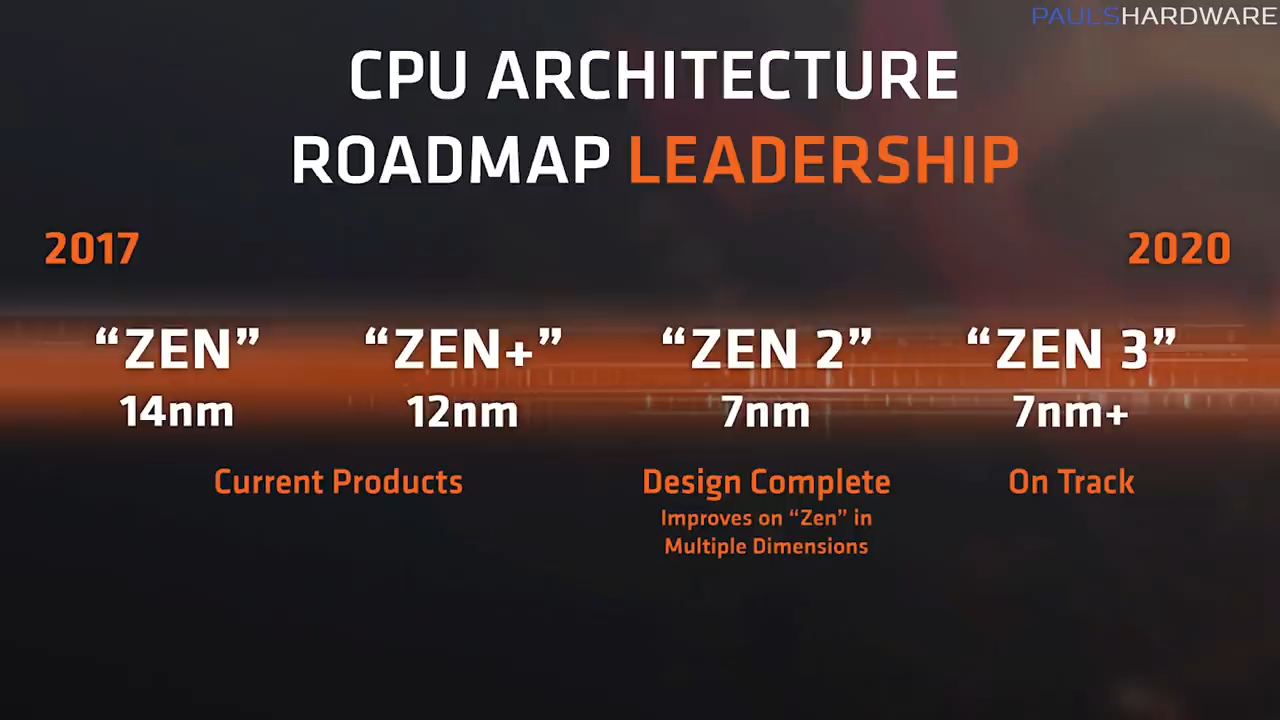 PAULSHARDWARE
CPU ARCHITECTURE
ROADMAP LEADERSHIP
2017
2020
“ZEN”
14nm
“ZEN+”
12nm
Current Products
“ZEN 2”
7nm
Design Complete
Improves on “Zen” in
Multiple Dimensions
“ZEN 3”
7nm+
On Track